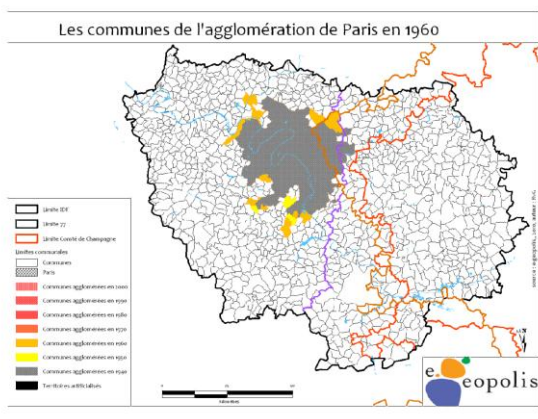 Les communes de l'agglomération de Paris en 1960
Limite IDF
Limite 77
Limite Comté de Champagne
Limites communales
Communes
Paris
Communes agglomérées en 2000
Communes agglomérées en 1990
Communes agglomérées en 1980
Communes agglomérées en 1970
Communes agglomérées en 1960
Communes agglomérées en 1950
Communes agglomérées en 1940
Territoires artificialisés
e.
eopolis